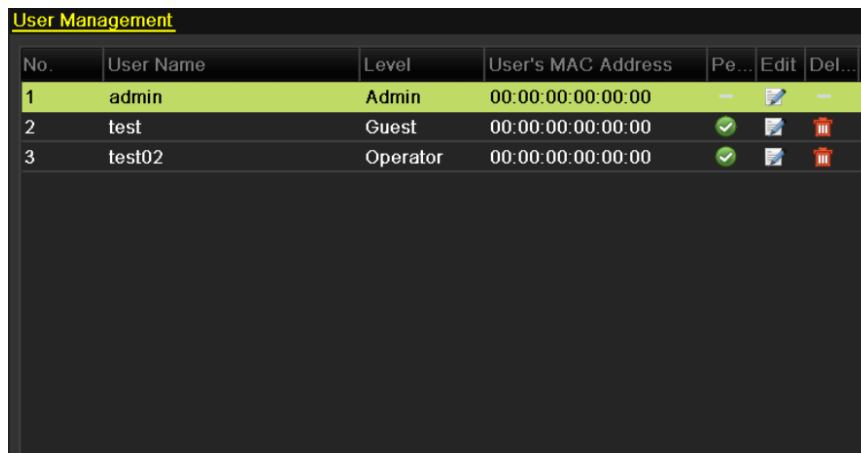 User Management
No. User Name Level User's MAC Address Pe... Edit Del...
1 admin Admin 00:00:00:00:00:00
2 test Guest 00:00:00:00:00:00
3 test02 Operator 00:00:00:00:00:00